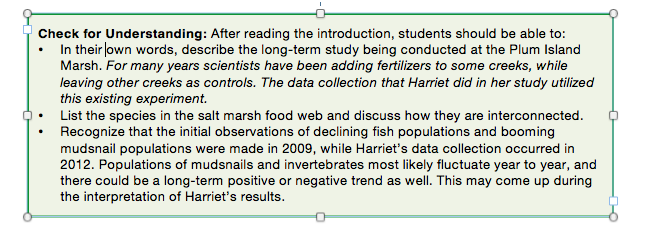 Check for Understanding: After reading the introduction, students should be able to:
• In their own words, describe the long-term study being conducted at the Plum Island
Marsh. For many years scientists have been adding fertilizers to some creeks, while
leaving other creeks as controls. The data collection that Harriet did in her study utilized
this existing experiment.
• List the species in the salt marsh food web and discuss how they are interconnected.
• Recognize that the initial observations of declining fish populations and booming
mudsnail populations were made in 2009, while Harriet's data collection occurred in
2012. Populations of mudsnails and invertebrates most likely fluctuate year to year, and
there could be a long-term positive or negative trend as well. This may come up during
the interpretation of Harriet's results.